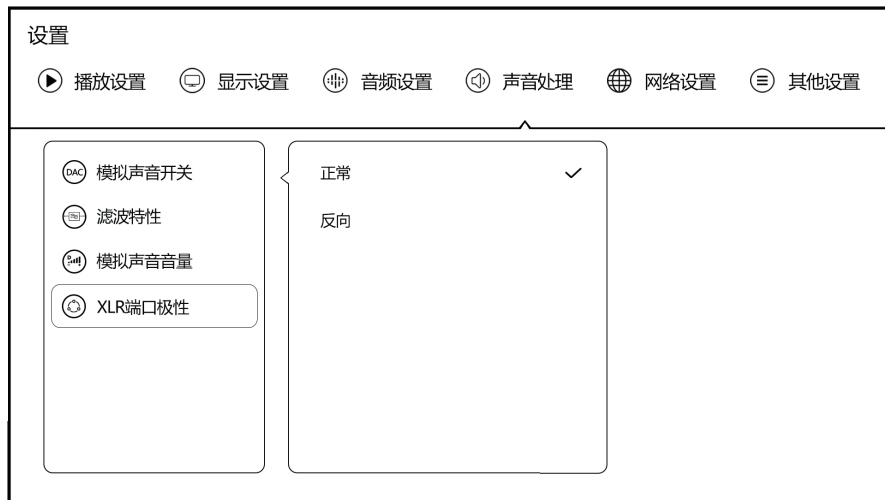 设置
播放设置 显示设置 音频设置 声音处理 网络设置 其他设置
DAC 模拟声音开关
滤波特性
模拟声音音量
XLR端口极性
正常
反向